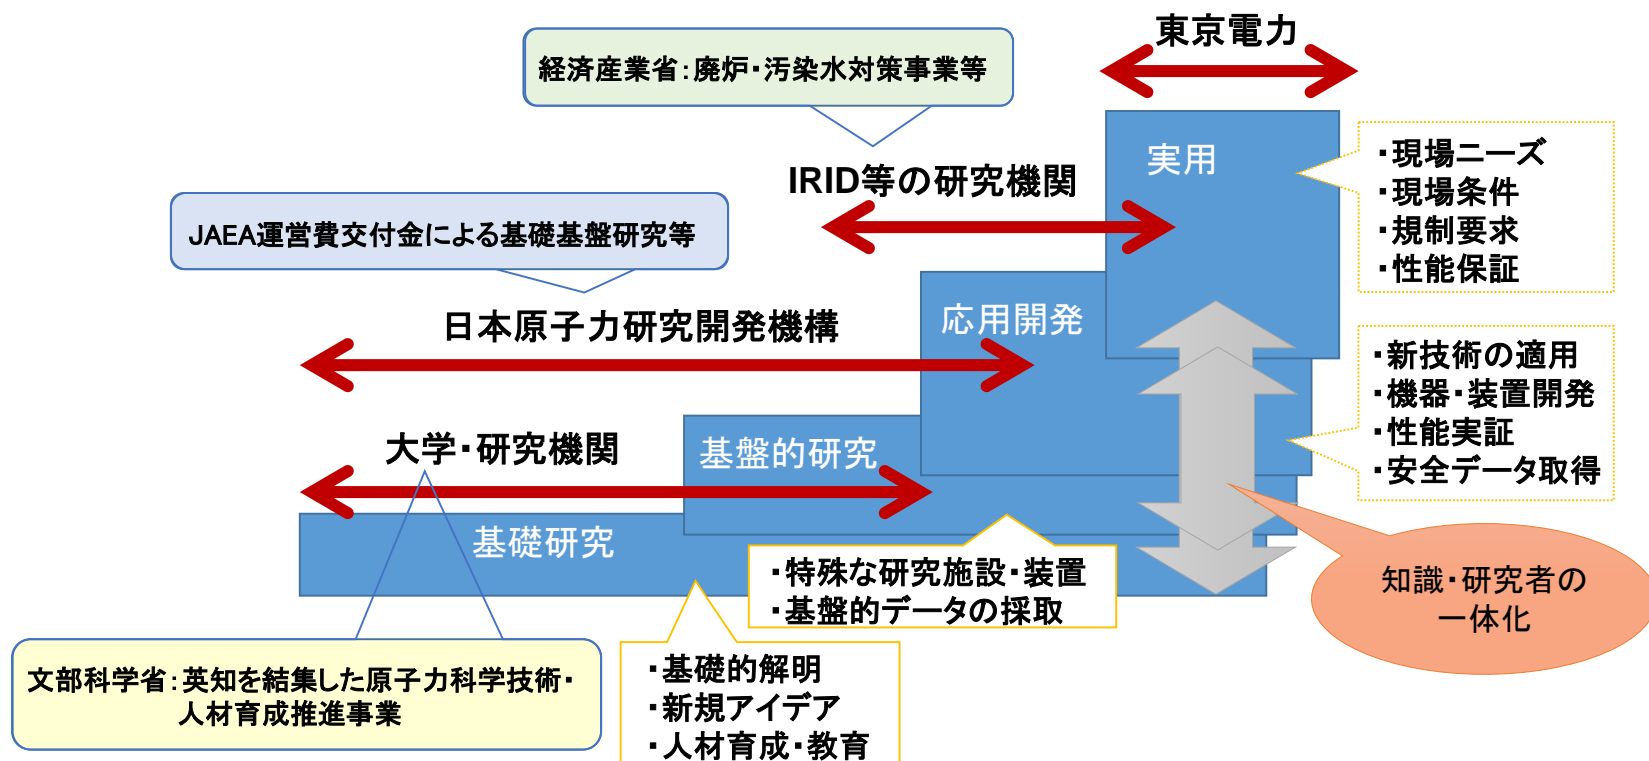 東京電力
経済産業省：廃炉・汚染水対策事業等
実用
・現場ニーズ
・現場条件
・規制要求
・性能保証
IRID等の研究機関
JAEA運営費交付金による基礎基盤研究等
応用開発
日本原子力研究開発機構
・新技術の適用
・機器・装置開発
・性能実証
・安全データ取得
大学・研究機関
基盤的研究
基礎研究
・特殊な研究施設・装置
・基盤的データの採取
知識・研究者の
一体化
文部科学省：英知を結集した原子力科学技術・
人材育成推進事業
・基礎的解明
・新規アイデア
・人材育成・教育